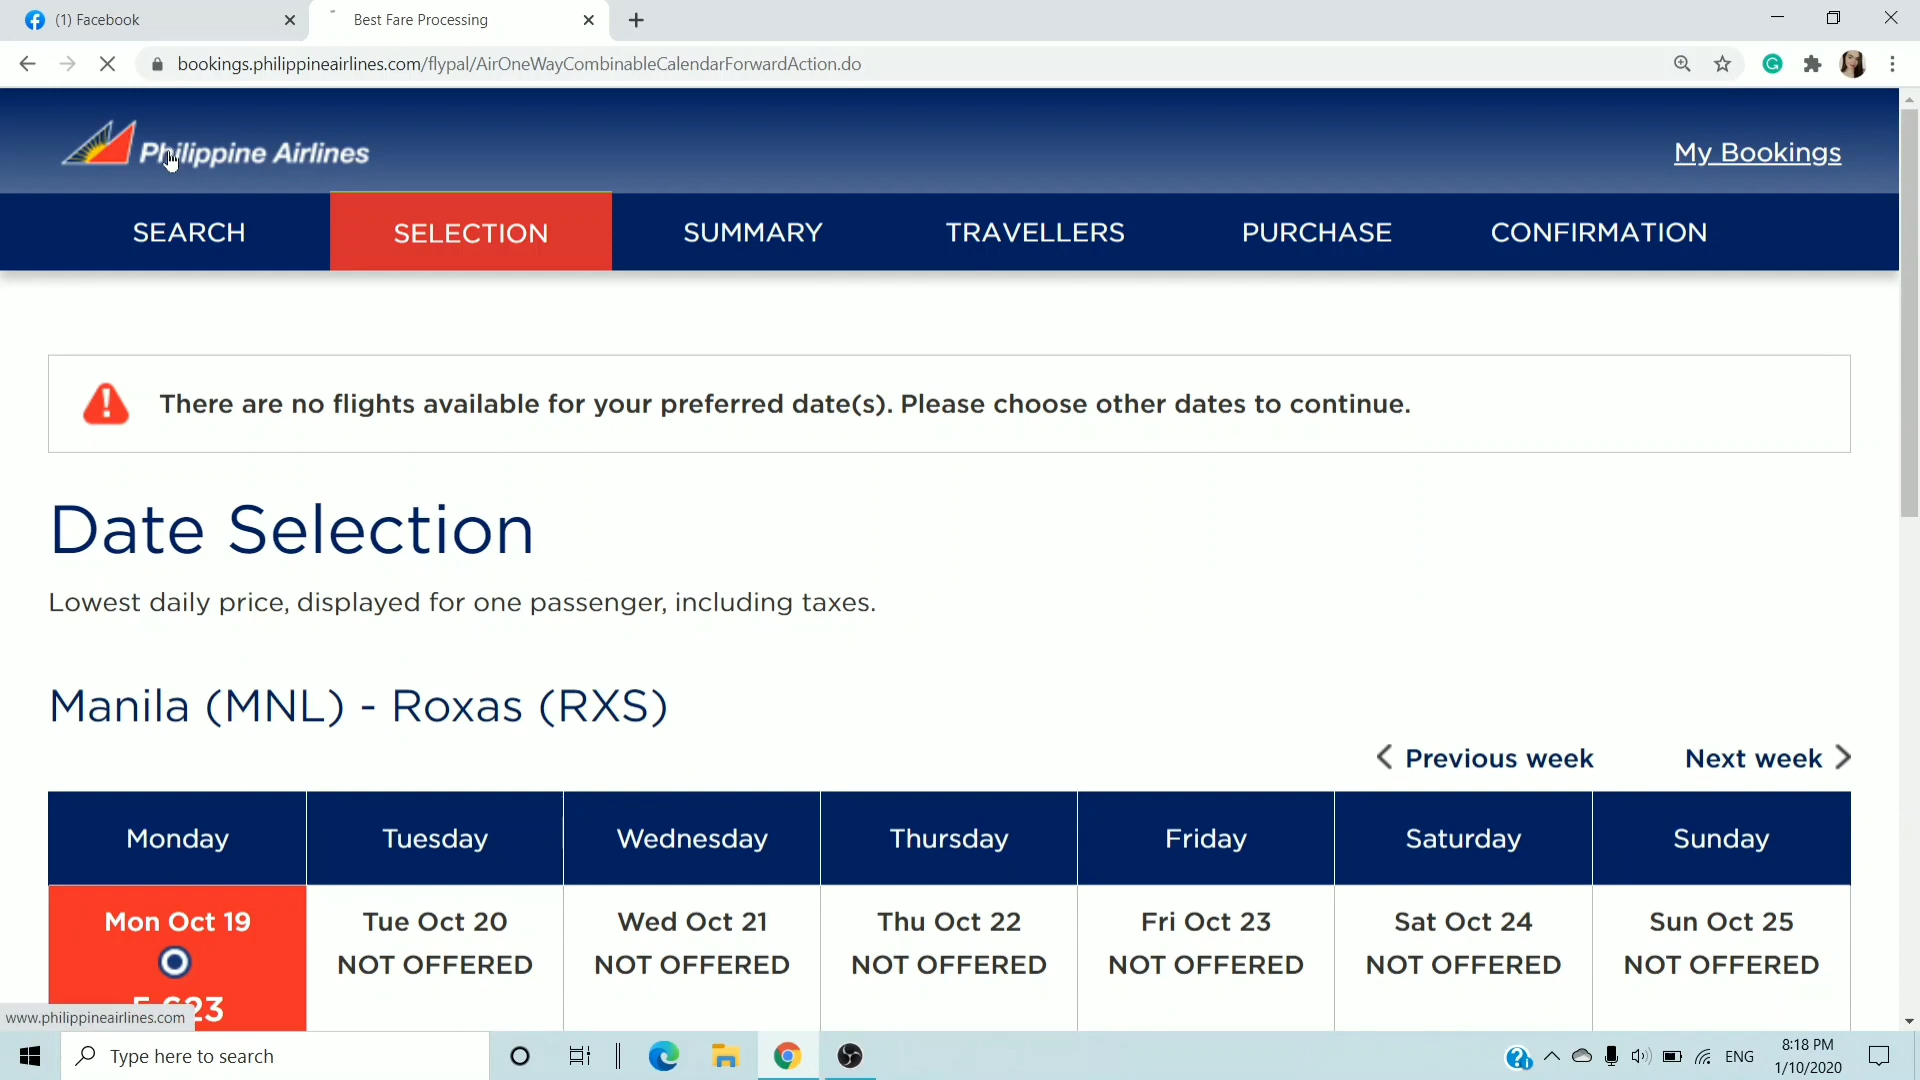 (1) Facebook
Best Fare Processing
bookings.philippineairlines.com/flypal/AirOneWayCombinableCalendarForwardAction.do
Philippine Airlines
My Bookings
SEARCH
SELECTION
SUMMARY
TRAVELLERS
PURCHASE
CONFIRMATION
There are no flights available for your preferred date(s). Please choose other dates to continue.
Date Selection
Lowest daily price, displayed for one passenger, including taxes.
Manila (MNL) - Roxas (RXS)
Previous week
Next week
Monday
Tuesday
Wednesday
Thursday
Friday
Saturday
Sunday
Mon Oct 19
Tue Oct 20
NOT OFFERED
Wed Oct 21
NOT OFFERED
Thu Oct 22
NOT OFFERED
Fri Oct 23
NOT OFFERED
Sat Oct 24
NOT OFFERED
Sun Oct 25
NOT OFFERED
www.philippineairlines.com
Type here to search
ENG
8:18 PM
1/10/2020